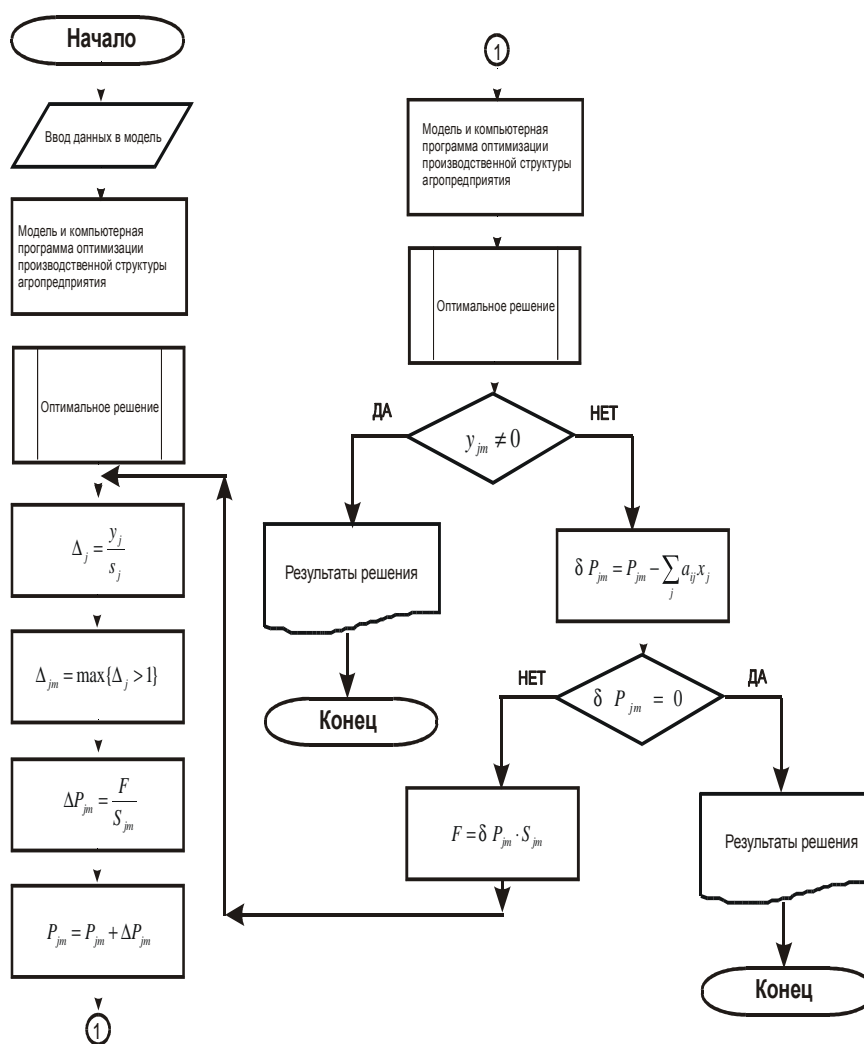 Начало
Ввод данных в модель
Модель и компьютерная
программа оптимизации
производственной структуры
агропредприятия
Оптимальное решение
Δ_j = y_j / s_j
Δ_jm = max{Δ_j > 1}
ΔP_jm = F / S_jm
P_jm = P_jm + ΔP_jm
1
1
Модель и компьютерная
программа оптимизации
производственной структуры
агропредприятия
Оптимальное решение
ДА
НЕТ
y_jm ≠ 0
Результаты решения
Конец
δ P_jm = P_jm − ∑_j a_ij x_j
НЕТ
ДА
δ P_jm = 0
F = δ P_jm · S_jm
Результаты решения
Конец